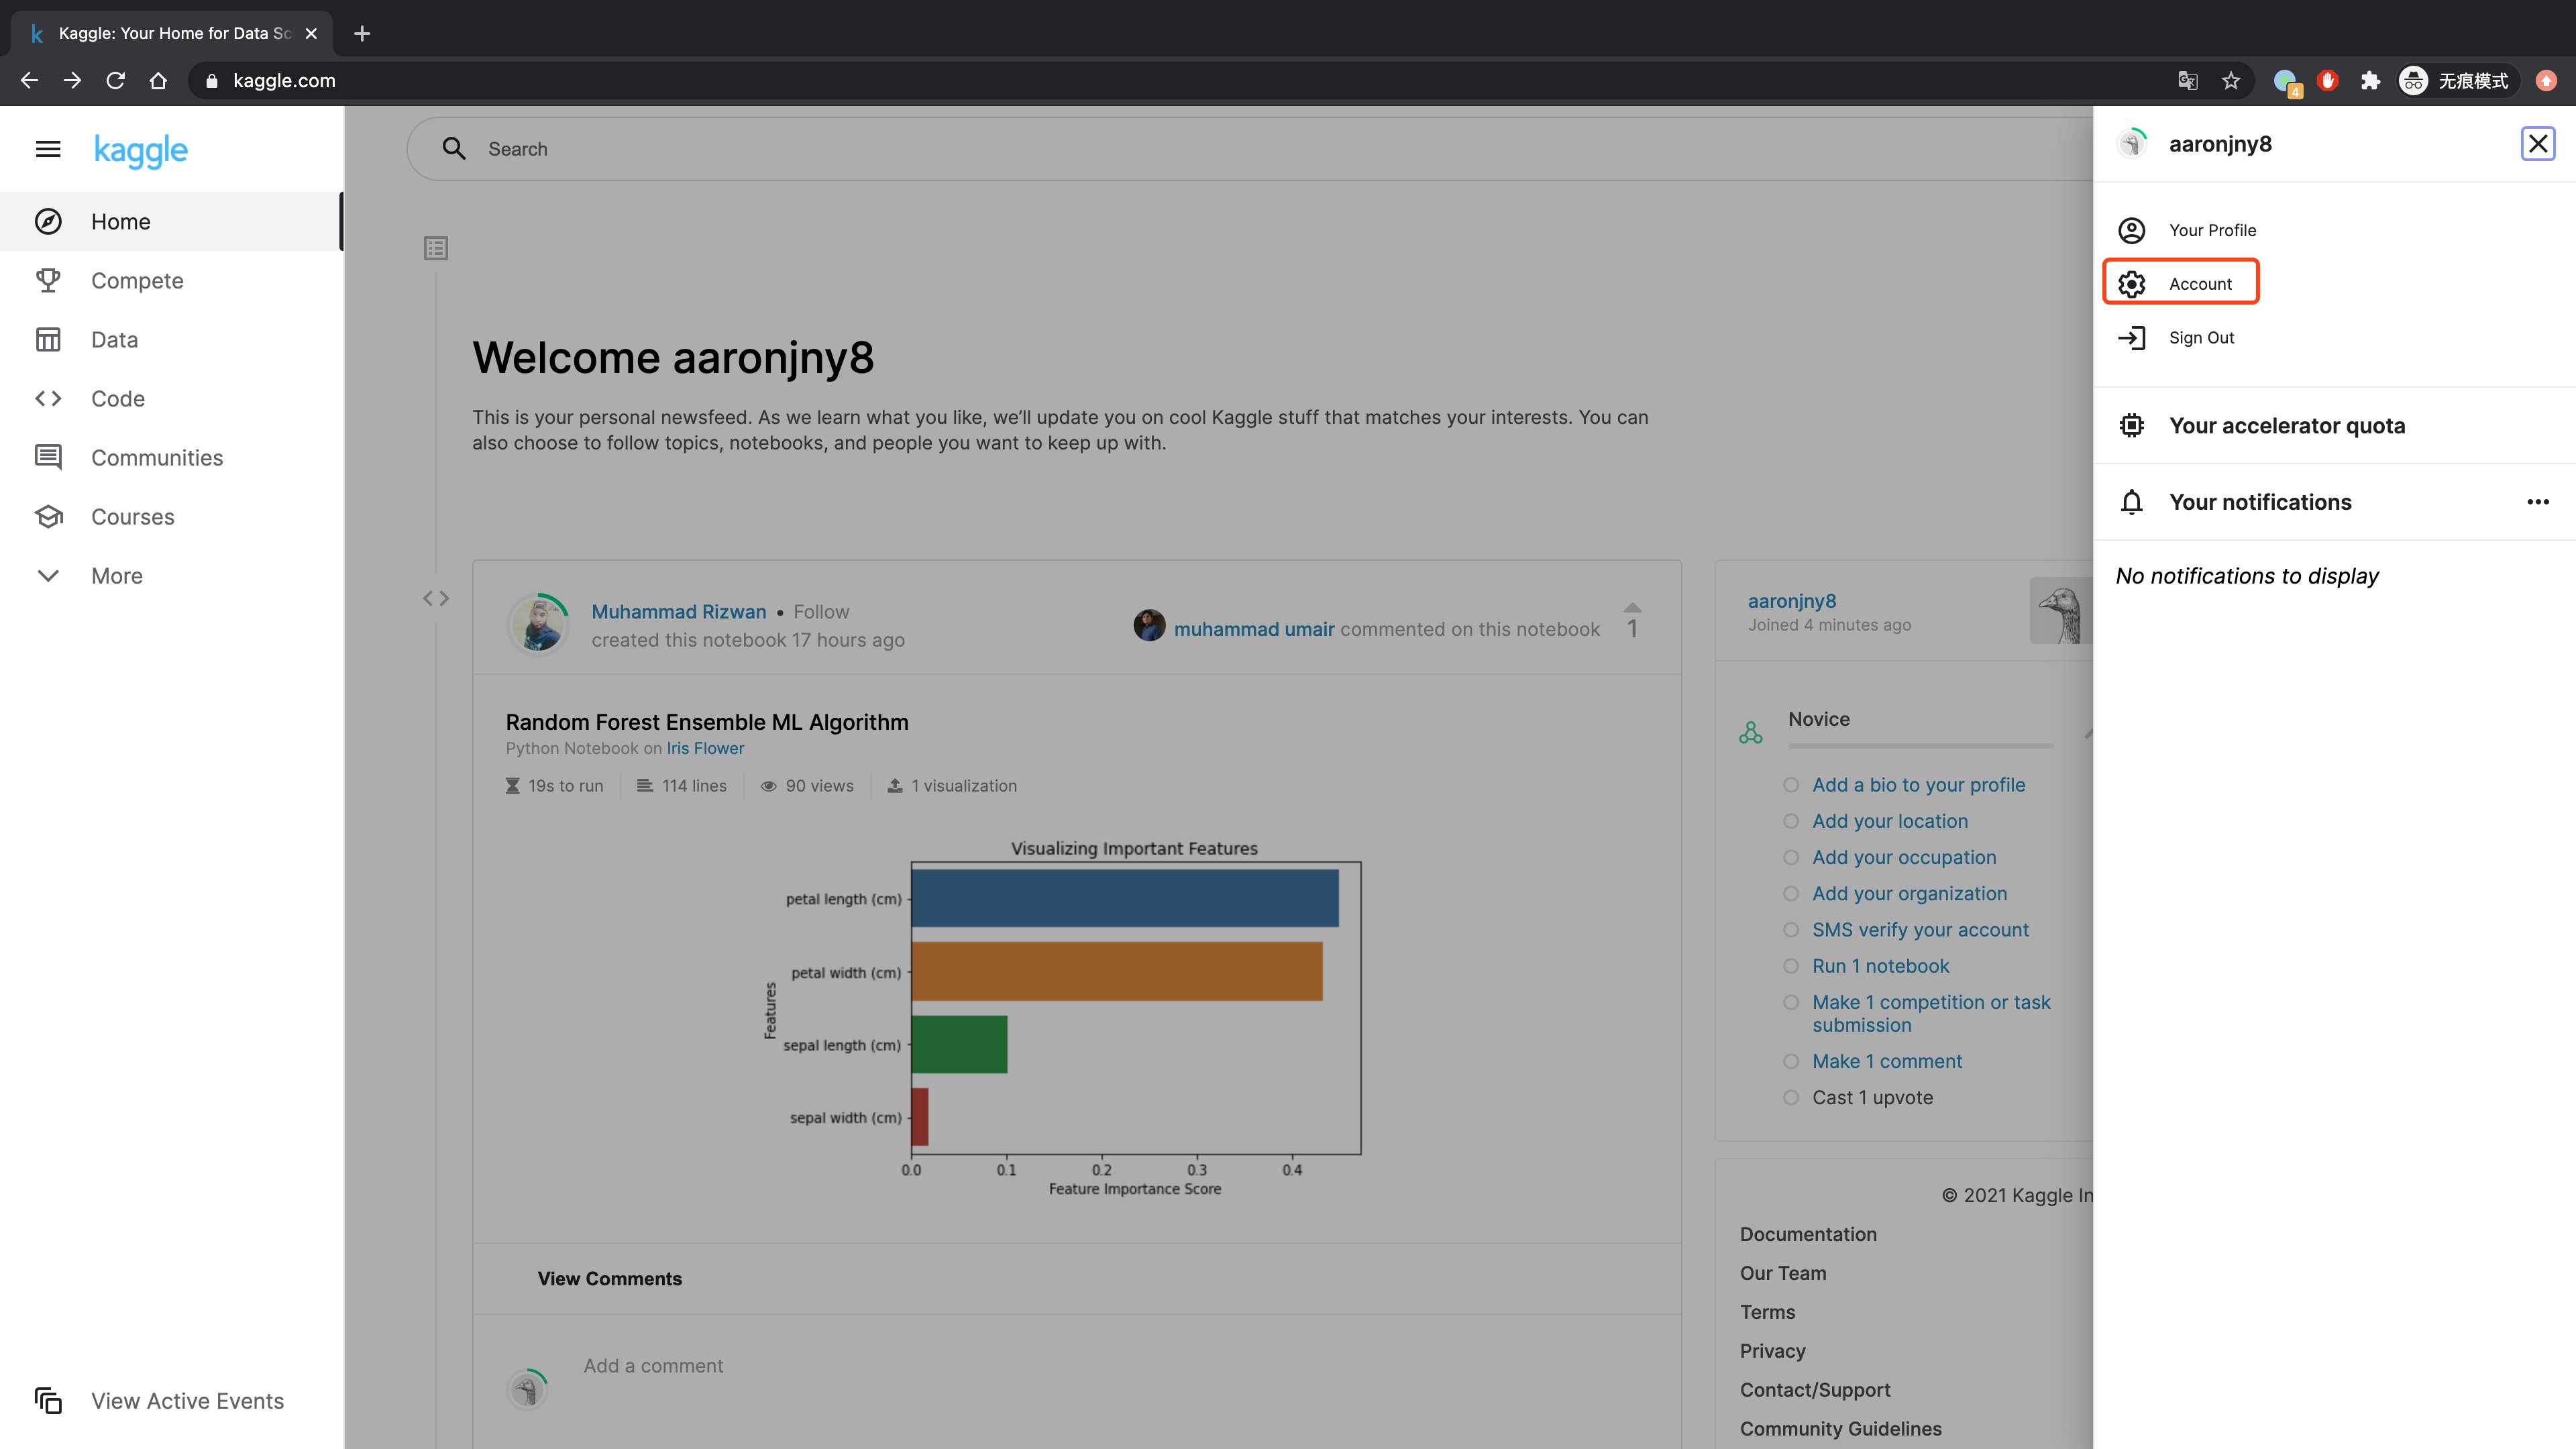 Kaggle: Your Home for Data Sc
kaggle.com
4
无痕模式
kaggle
Home
Compete
Data
Code
Communities
Courses
More
View Active Events
Search
Welcome aaronjny8
This is your personal newsfeed. As we learn what you like, we’ll update you on cool Kaggle stuff that matches your interests. You can
also choose to follow topics, notebooks, and people you want to keep up with.
Muhammad Rizwan • Follow
created this notebook 17 hours ago
muhammad umair commented on this notebook
1
Random Forest Ensemble ML Algorithm
Python Notebook on Iris Flower
19s to run
114 lines
90 views
1 visualization
Visualizing Important Features
petal length (cm)
petal width (cm)
sepal length (cm)
sepal width (cm)
Features
0.0 0.1 0.2 0.3 0.4
Feature Importance Score
View Comments
Add a comment
aaronjny8
Joined 4 minutes ago
Novice
Add a bio to your profile
Add your location
Add your occupation
Add your organization
SMS verify your account
Run 1 notebook
Make 1 competition or task
submission
Make 1 comment
Cast 1 upvote
© 2021 Kaggle In
Documentation
Our Team
Terms
Privacy
Contact/Support
Community Guidelines
aaronjny8
Your Profile
Account
Sign Out
Your accelerator quota
Your notifications
No notifications to display